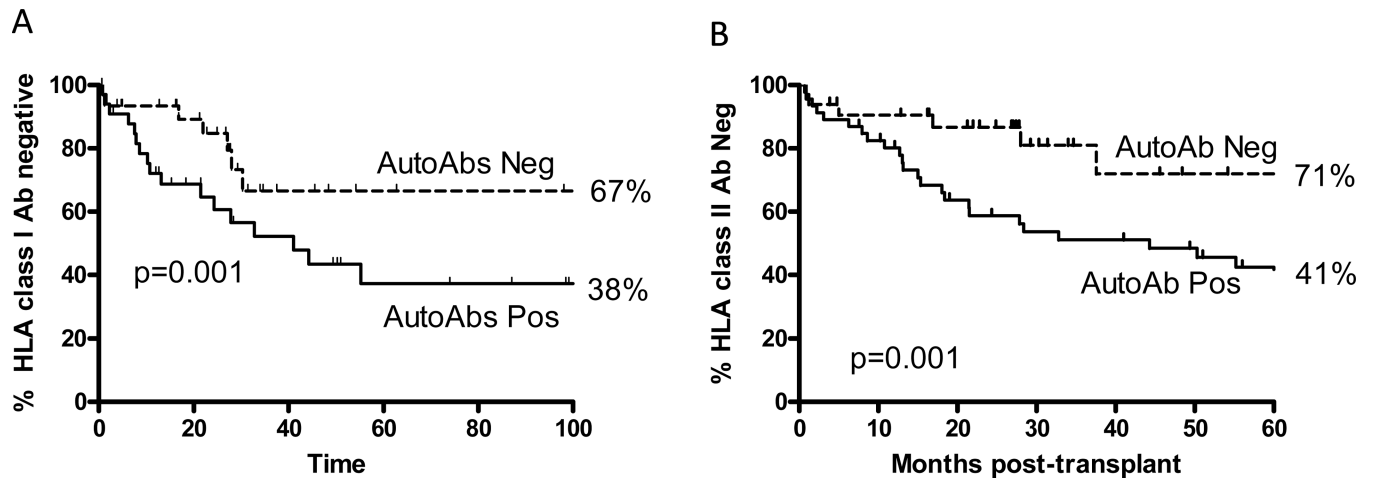 A
% HLA class I Ab negative
100
80
60
40
20
0
0 20 40 60 80 100
Time
AutoAbs Neg
67%
p=0.001
38%
AutoAbs Pos
B
% HLA class II Ab Neg
100
80
60
40
20
0
0 10 20 30 40 50 60
Months post-transplant
AutoAb Neg
71%
AutoAb Pos
41%
p=0.001